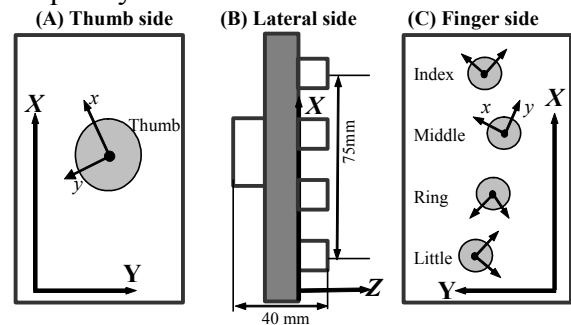 (A) Thumb side
(B) Lateral side
(C) Finger side
X
x
Thumb
y
Y
X
75mm
Z
40 mm
Index
X
x
y
Middle
Ring
Little
Y